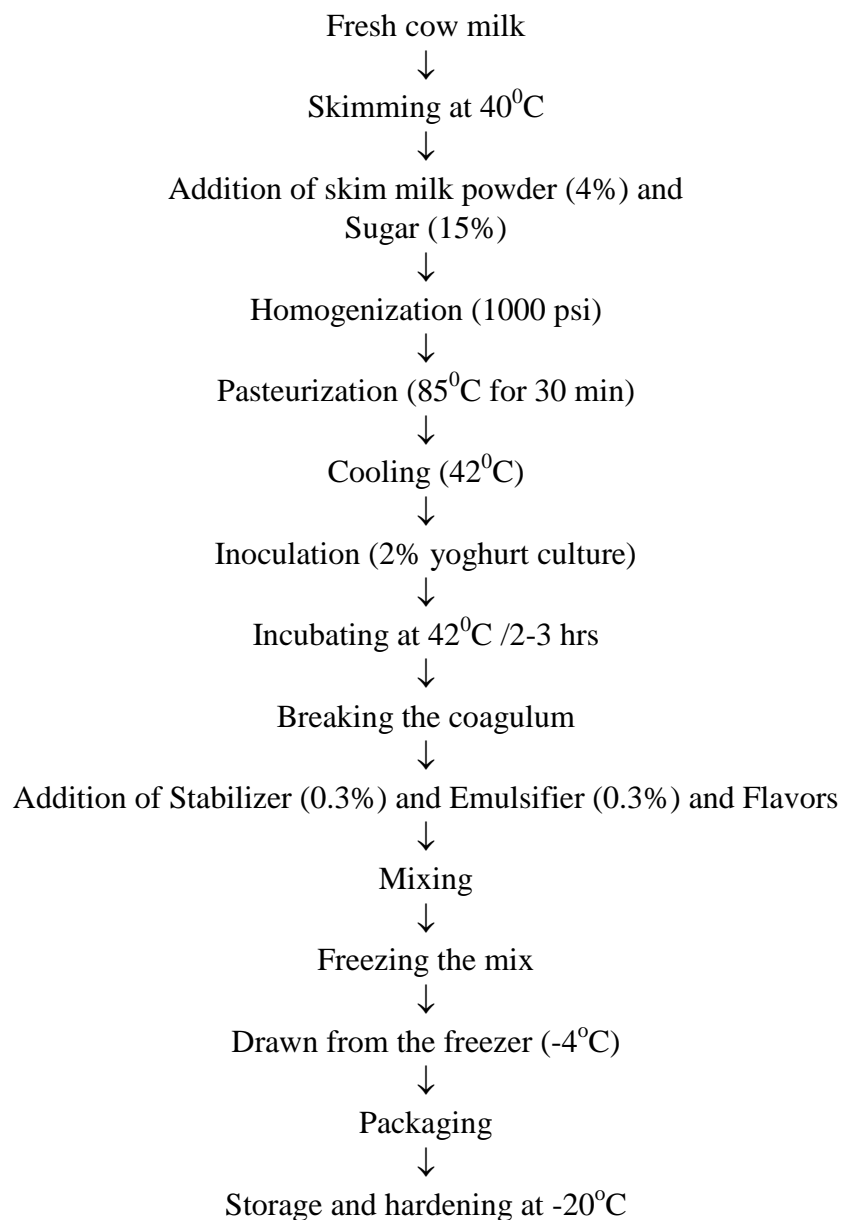 Fresh cow milk
↓
Skimming at 40⁰C
↓
Addition of skim milk powder (4%) and
Sugar (15%)
↓
Homogenization (1000 psi)
↓
Pasteurization (85⁰C for 30 min)
↓
Cooling (42⁰C)
↓
Inoculation (2% yoghurt culture)
↓
Incubating at 42⁰C /2-3 hrs
↓
Breaking the coagulum
↓
Addition of Stabilizer (0.3%) and Emulsifier (0.3%) and Flavors
↓
Mixing
↓
Freezing the mix
↓
Drawn from the freezer (-4°C)
↓
Packaging
↓
Storage and hardening at -20°C